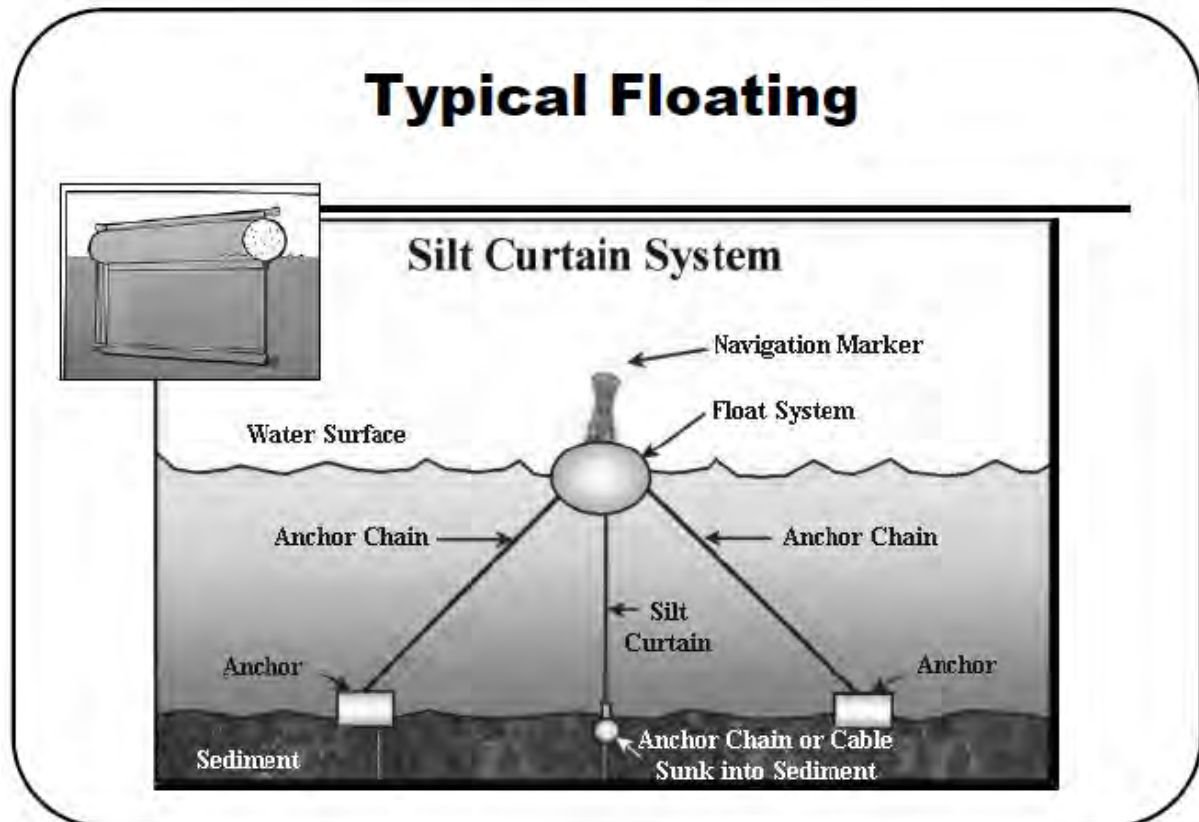 Typical Floating
Silt Curtain System
Navigation Marker
Float System
Water Surface
Anchor Chain
Anchor Chain
Silt
Curtain
Anchor
Anchor
Anchor Chain or Cable
Sunk into Sediment
Sediment